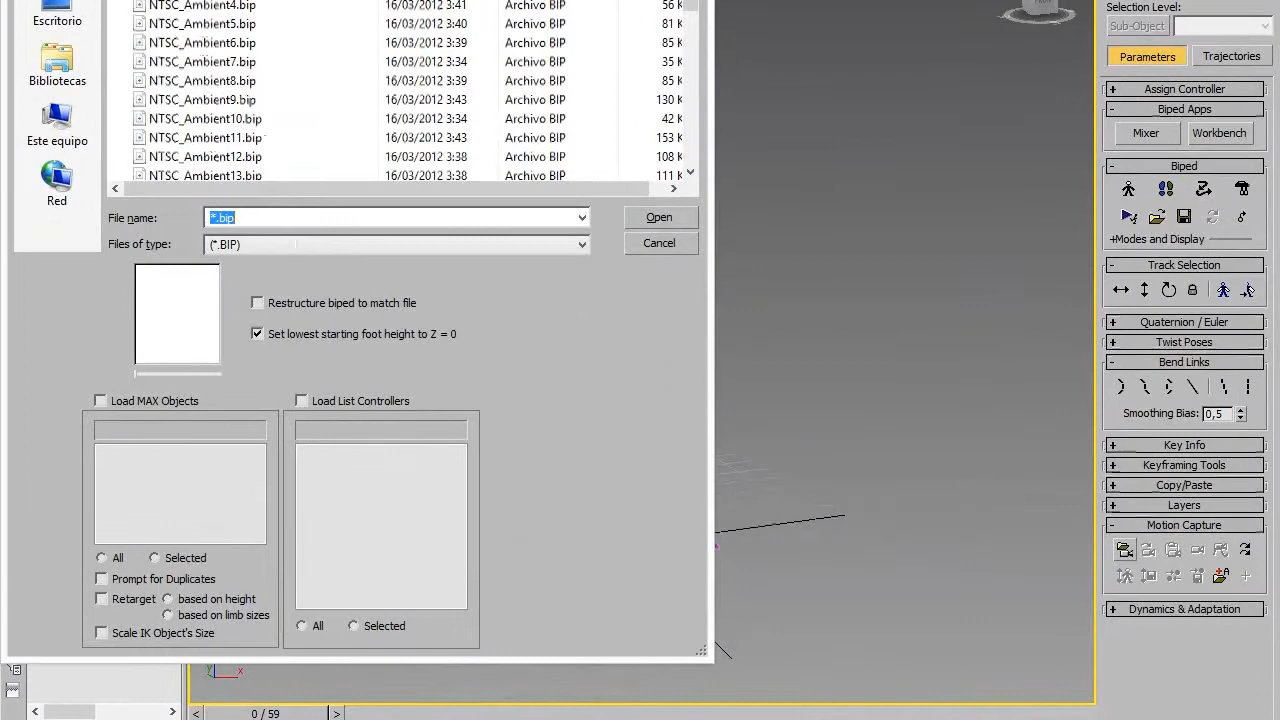 Escritorio
Bibliotecas
Este equipo
Red
NTSC_Ambient4.bip 16/03/2012 3:41 Archivo BIP 56 K
NTSC_Ambient5.bip 16/03/2012 3:40 Archivo BIP 81 K
NTSC_Ambient6.bip 16/03/2012 3:39 Archivo BIP 85 K
NTSC_Ambient7.bip 16/03/2012 3:34 Archivo BIP 35 K
NTSC_Ambient8.bip 16/03/2012 3:39 Archivo BIP 85 K
NTSC_Ambient9.bip 16/03/2012 3:43 Archivo BIP 130 K
NTSC_Ambient10.bip 16/03/2012 3:34 Archivo BIP 42 K
NTSC_Ambient11.bip 16/03/2012 3:43 Archivo BIP 153 K
NTSC_Ambient12.bip 16/03/2012 3:38 Archivo BIP 108 K
NTSC_Ambient13.bip 16/03/2012 3:38 Archivo BIP 111 K
File name: *.bip Open
Files of type: (*.BIP) Cancel
Restructure biped to match file
Set lowest starting foot height to Z = 0
Load MAX Objects
Load List Controllers
All Selected
Prompt for Duplicates
Retarget based on height
based on limb sizes
Scale IK Object's Size
All Selected
y x
< 0 / 59 >
Selection Level:
Sub-Object
Parameters Trajectories
+ Assign Controller
- Biped Apps
Mixer Workbench
- Biped
+Modes and Display
- Track Selection
+ Quaternion / Euler
+ Twist Poses
- Bend Links
Smoothing Bias: 0,5
+ Key Info
+ Keyframing Tools
+ Copy/Paste
+ Layers
- Motion Capture
+ Dynamics & Adaptation